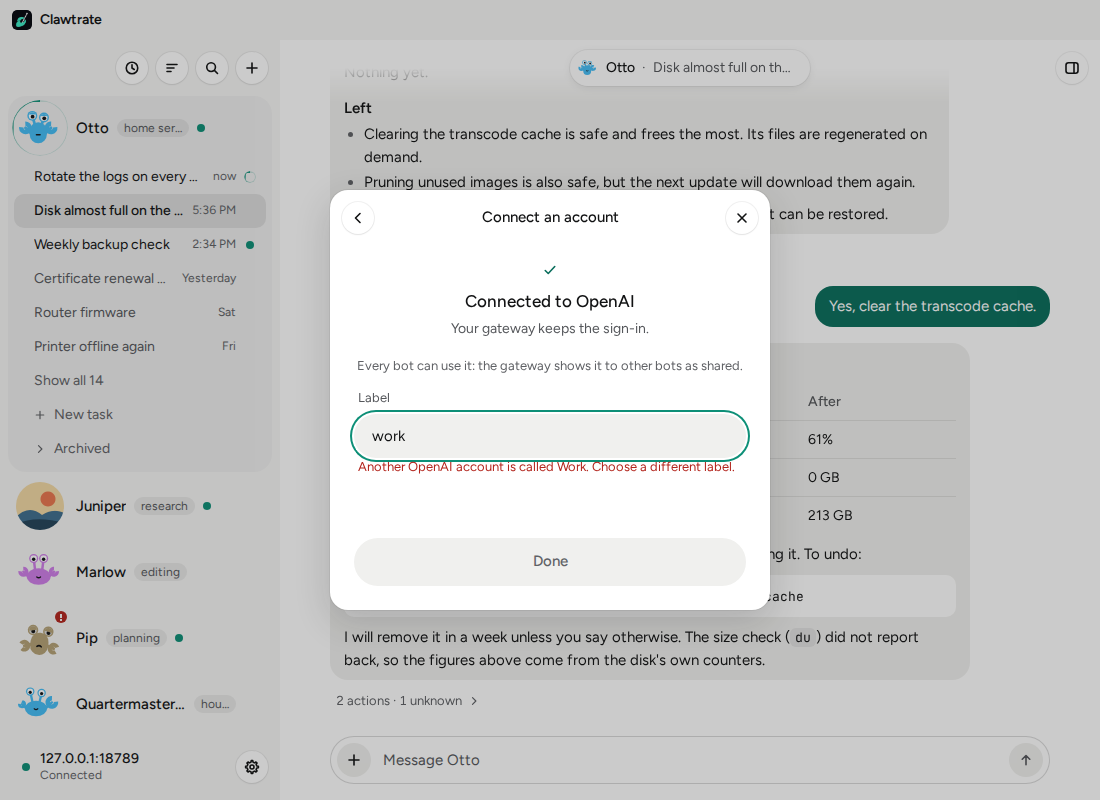 Clawtrate
Otto
home ser...
Rotate the logs on every ...
now
Disk almost full on the ...
5:36 PM
Weekly backup check
2:34 PM
Certificate renewal ...
Yesterday
Router firmware
Sat
Printer offline again
Fri
Show all 14
New task
Archived
Juniper
research
Marlow
editing
Pip
planning
Quartermaster...
hou...
127.0.0.1:18789
Connected
Otto · Disk almost full on th...
Nothing yet.
Left
Clearing the transcode cache is safe and frees the most. Its files are regenerated on
demand.
Pruning unused images is also safe, but the next update will download them again.
t can be restored.
Yes, clear the transcode cache.
After
61%
0 GB
213 GB
ng it. To undo:
cache
I will remove it in a week unless you say otherwise. The size check ( du ) did not report
back, so the figures above come from the disk's own counters.
2 actions · 1 unknown
Message Otto
Connect an account
Connected to OpenAI
Your gateway keeps the sign-in.
Every bot can use it: the gateway shows it to other bots as shared.
Label
work
Another OpenAI account is called Work. Choose a different label.
Done